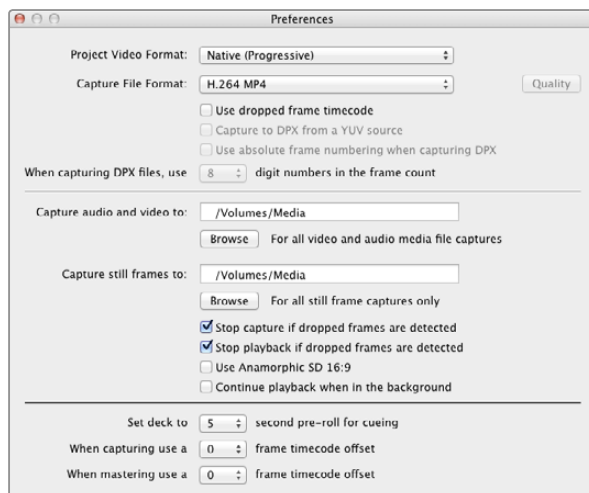 Preferences
Project Video Format: Native (Progressive)
Capture File Format: H.264 MP4 Quality
Use dropped frame timecode
Capture to DPX from a YUV source
Use absolute frame numbering when capturing DPX
When capturing DPX files, use 8 digit numbers in the frame count
Capture audio and video to: /Volumes/Media
Browse For all video and audio media file captures
Capture still frames to: /Volumes/Media
Browse For all still frame captures only
Stop capture if dropped frames are detected
Stop playback if dropped frames are detected
Use Anamorphic SD 16:9
Continue playback when in the background
Set deck to 5 second pre-roll for cueing
When capturing use a 0 frame timecode offset
When mastering use a 0 frame timecode offset